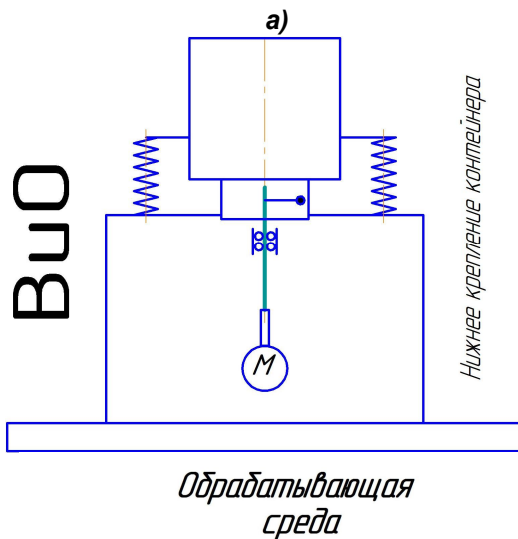 а)
ВиО
Нижнее крепление контейнера
М
Обрабатывающая
среда